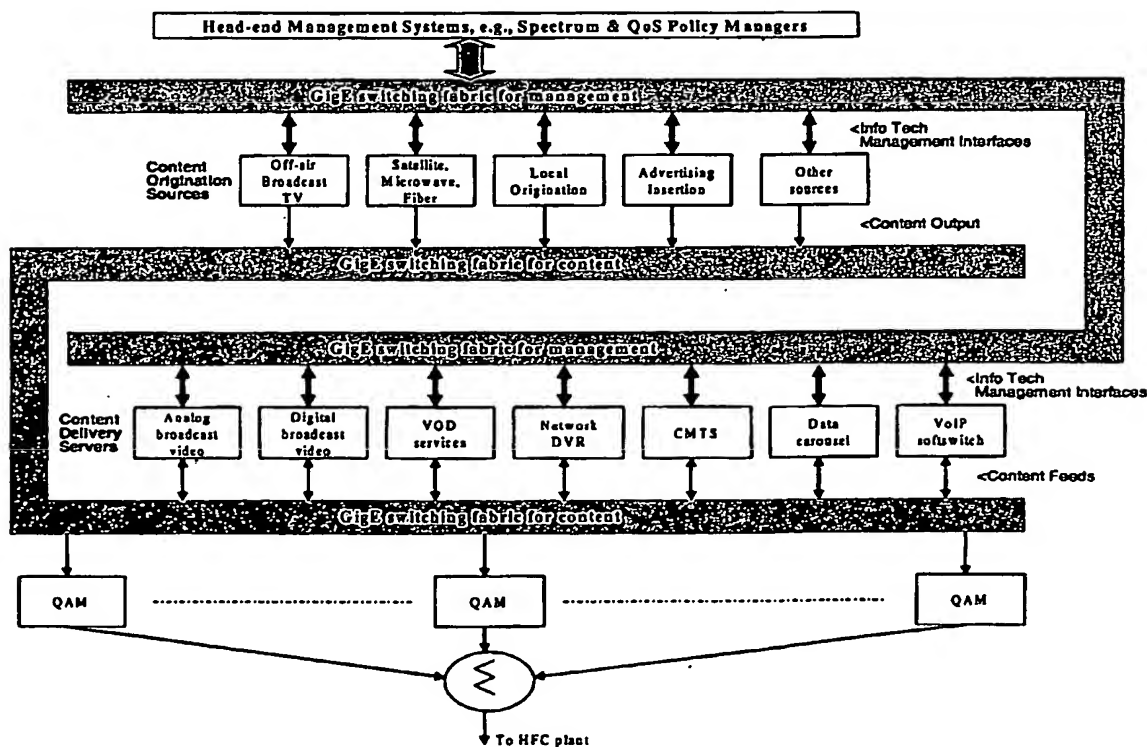 Head-end Management Systems, e.g., Spectrum & QoS Policy Managers
GigE switching fabric for management
<Info Tech
Management Interfaces
Content
Origination
Sources
Off-air
Broadcast
TV
Satellite,
Microwave,
Fiber
Local
Origination
Advertising
Insertion
Other
sources
<Content Output
GigE switching fabric for content
GigE switching fabric for management
<Info Tech
Management Interfaces
Content
Delivery
Servers
Analog
broadcast
video
Digital
broadcast
video
VOD
services
Network
DVR
CMTS
Data
carousel
VoIP
softswitch
<Content Feeds
GigE switching fabric for content
QAM
QAM
QAM
To HFC plant